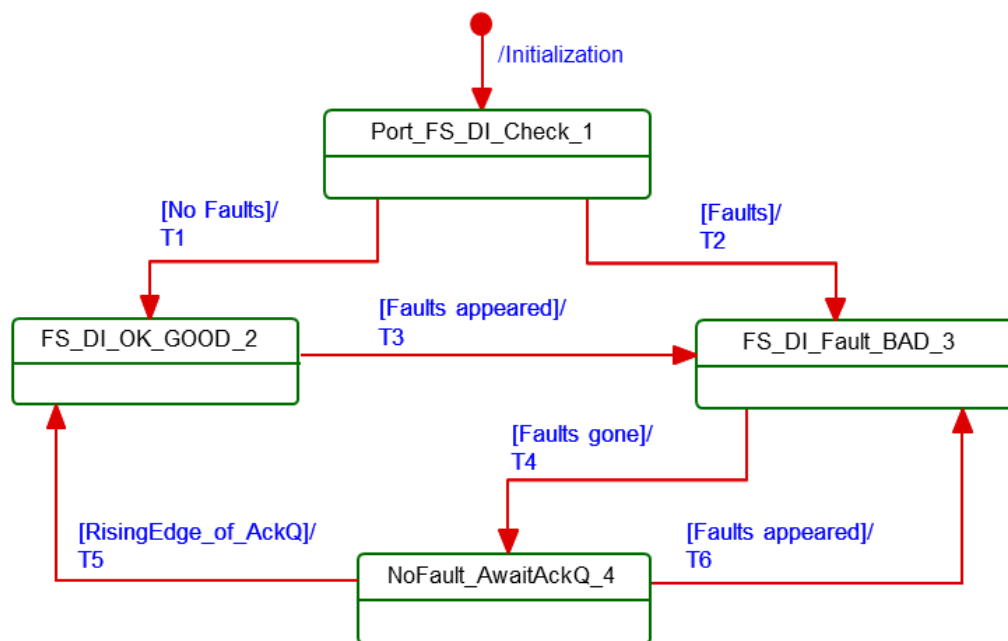 /Initialization
Port_FS_DI_Check_1
[No Faults]/
T1
[Faults]/
T2
FS_DI_OK_GOOD_2
[Faults appeared]/
T3
FS_DI_Fault_BAD_3
[Faults gone]/
T4
[RisingEdge_of_AckQ]/
T5
NoFault_AwaitAckQ_4
[Faults appeared]/
T6